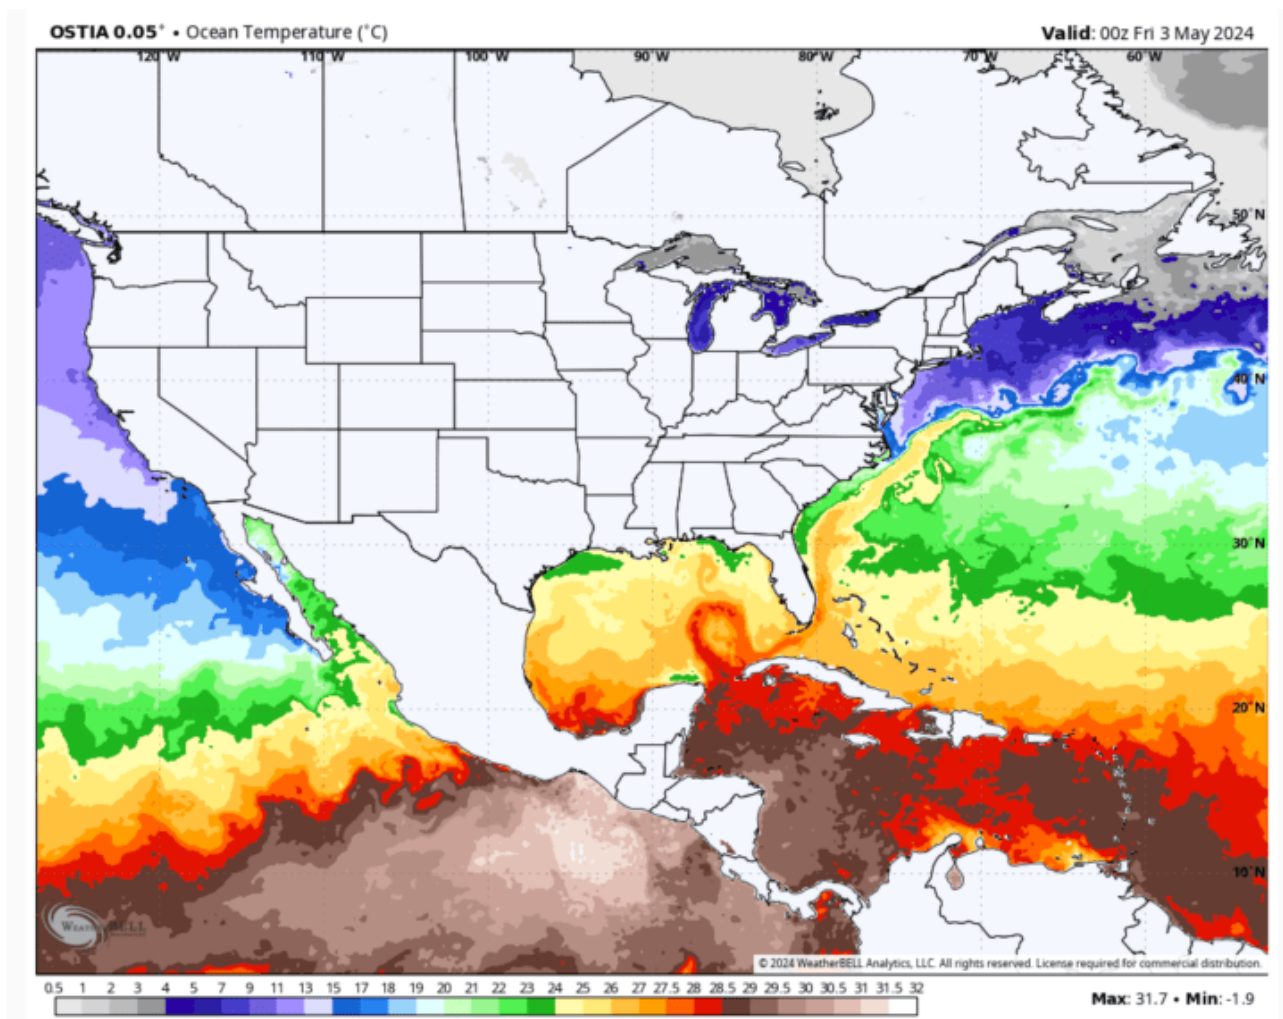 OSTIA 0.05° • Ocean Temperature (°C)
Valid: 00z Fri 3 May 2024
120°W 110°W 100°W 90°W 80°W 70°W 60°W
50°N
40°N
30°N
20°N
10°N
WEATHERBELL
© 2024 WeatherBELL Analytics, LLC. All rights reserved. License required for commercial distribution.
0.5 1 2 3 4 5 7 9 11 13 15 17 18 19 20 21 22 23 24 25 26 27 27.5 28 28.5 29 29.5 30 30.5 31 31.5 32
Max: 31.7 • Min: -1.9